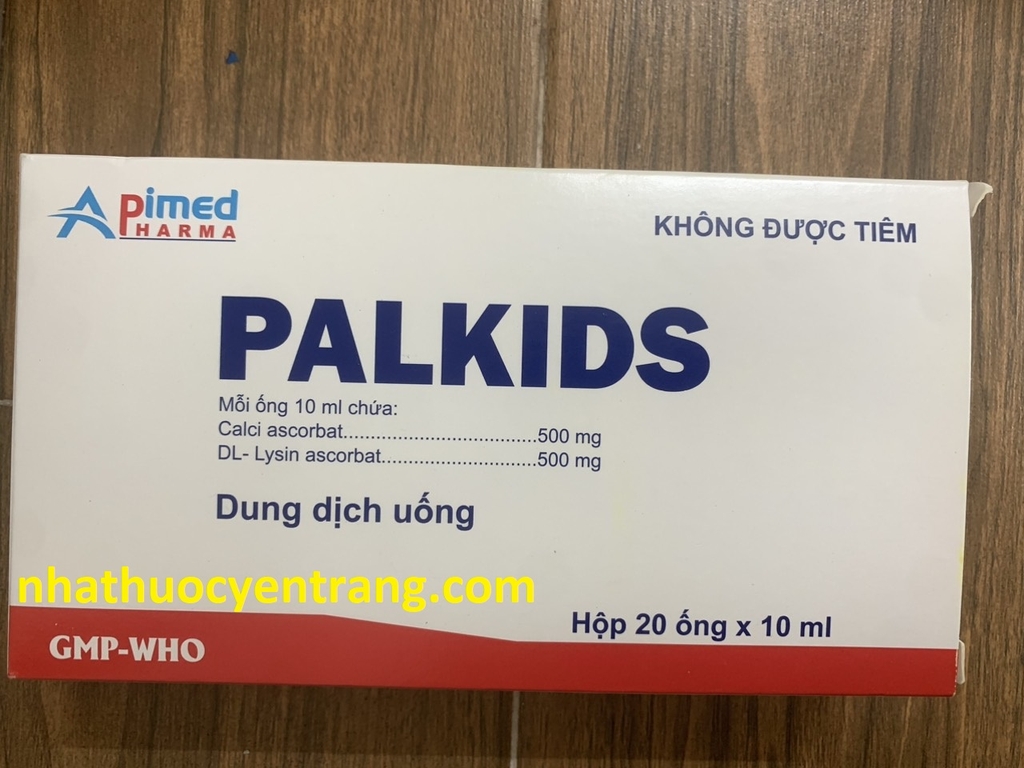 Apimed
PHARMA
KHÔNG ĐƯỢC TIÊM
PALKIDS
Mỗi ống 10 ml chứa:
Calci ascorbat....................................500 mg
DL- Lysin ascorbat.............................500 mg
Dung dịch uống
nhathuocyentrang.com
Hộp 20 ống x 10 ml
GMP-WHO